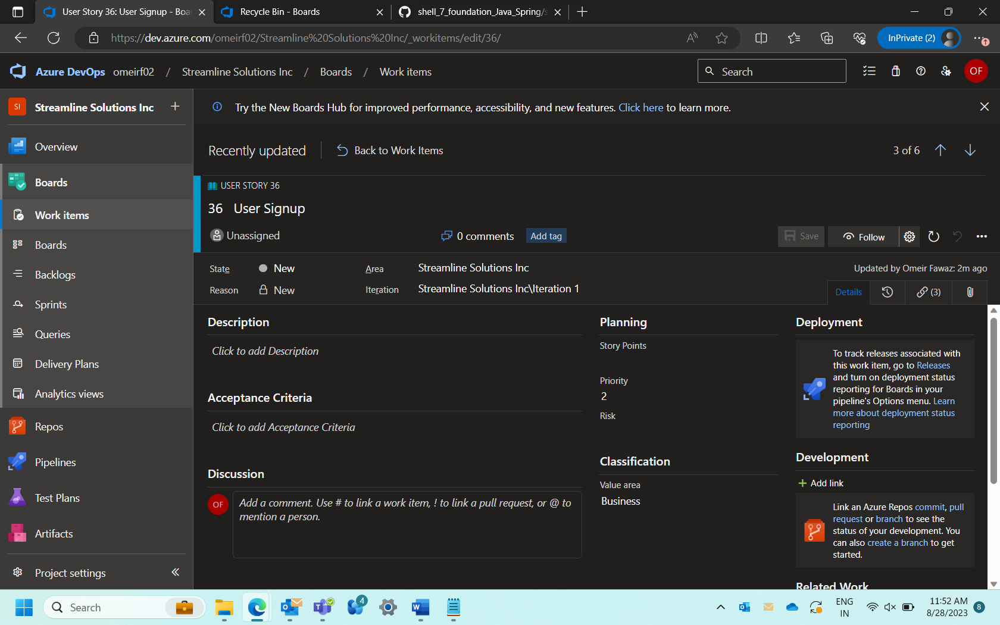 User Story 36: User Signup - Boa
Recycle Bin - Boards
shell_7_foundation_Java_Spring/s
https://dev.azure.com/omeirf02/Streamline%20Solutions%20Inc/_workitems/edit/36/
InPrivate (2)
Azure DevOps omeirf02 / Streamline Solutions Inc / Boards / Work items
Search
OF
SI Streamline Solutions Inc
Try the New Boards Hub for improved performance, accessibility, and new features. Click here to learn more.
Overview
Boards
Work items
Boards
Backlogs
Sprints
Queries
Delivery Plans
Analytics views
Repos
Pipelines
Test Plans
Artifacts
Project settings
Recently updated
Back to Work Items
3 of 6
USER STORY 36
36 User Signup
Unassigned
0 comments
Add tag
Save
Follow
State New
Area Streamline Solutions Inc
Updated by Omeir Fawaz: 2m ago
Reason New
Iteration Streamline Solutions Inc\Iteration 1
Details
(3)
Description
Click to add Description
Acceptance Criteria
Click to add Acceptance Criteria
Discussion
OF
Add a comment. Use # to link a work item, ! to link a pull request, or @ to
mention a person.
Planning
Story Points
Priority
2
Risk
Classification
Value area
Business
Deployment
To track releases associated with
this work item, go to Releases
and turn on deployment status
reporting for Boards in your
pipeline's Options menu. Learn
more about deployment status
reporting
Development
Add link
Link an Azure Repos commit, pull
request or branch to see the
status of your development. You
can also create a branch to get
started.
Related Work
Search
4
ENG
IN
11:52 AM
8/28/2023
8